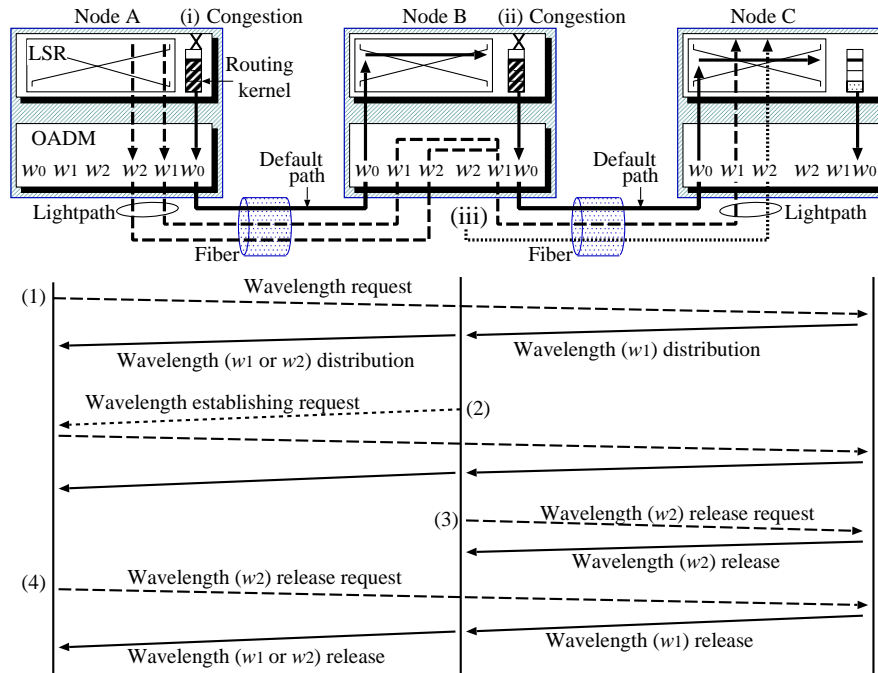 Node A
(i) Congestion
Node B
(ii) Congestion
Node C
LSR
Routing
kernel
OADM
w0 w1 w2 w2 w1 w0
w0 w1 w2 w2 w1 w0
w0 w1 w2 w2 w1 w0
Default
path
Default
path
Lightpath
(iii)
Lightpath
Fiber
Fiber
(1)
Wavelength request
Wavelength (w1 or w2) distribution
Wavelength (w1) distribution
Wavelength establishing request
(2)
(3)
Wavelength (w2) release request
Wavelength (w2) release
(4)
Wavelength (w2) release request
Wavelength (w1) release
Wavelength (w1 or w2) release